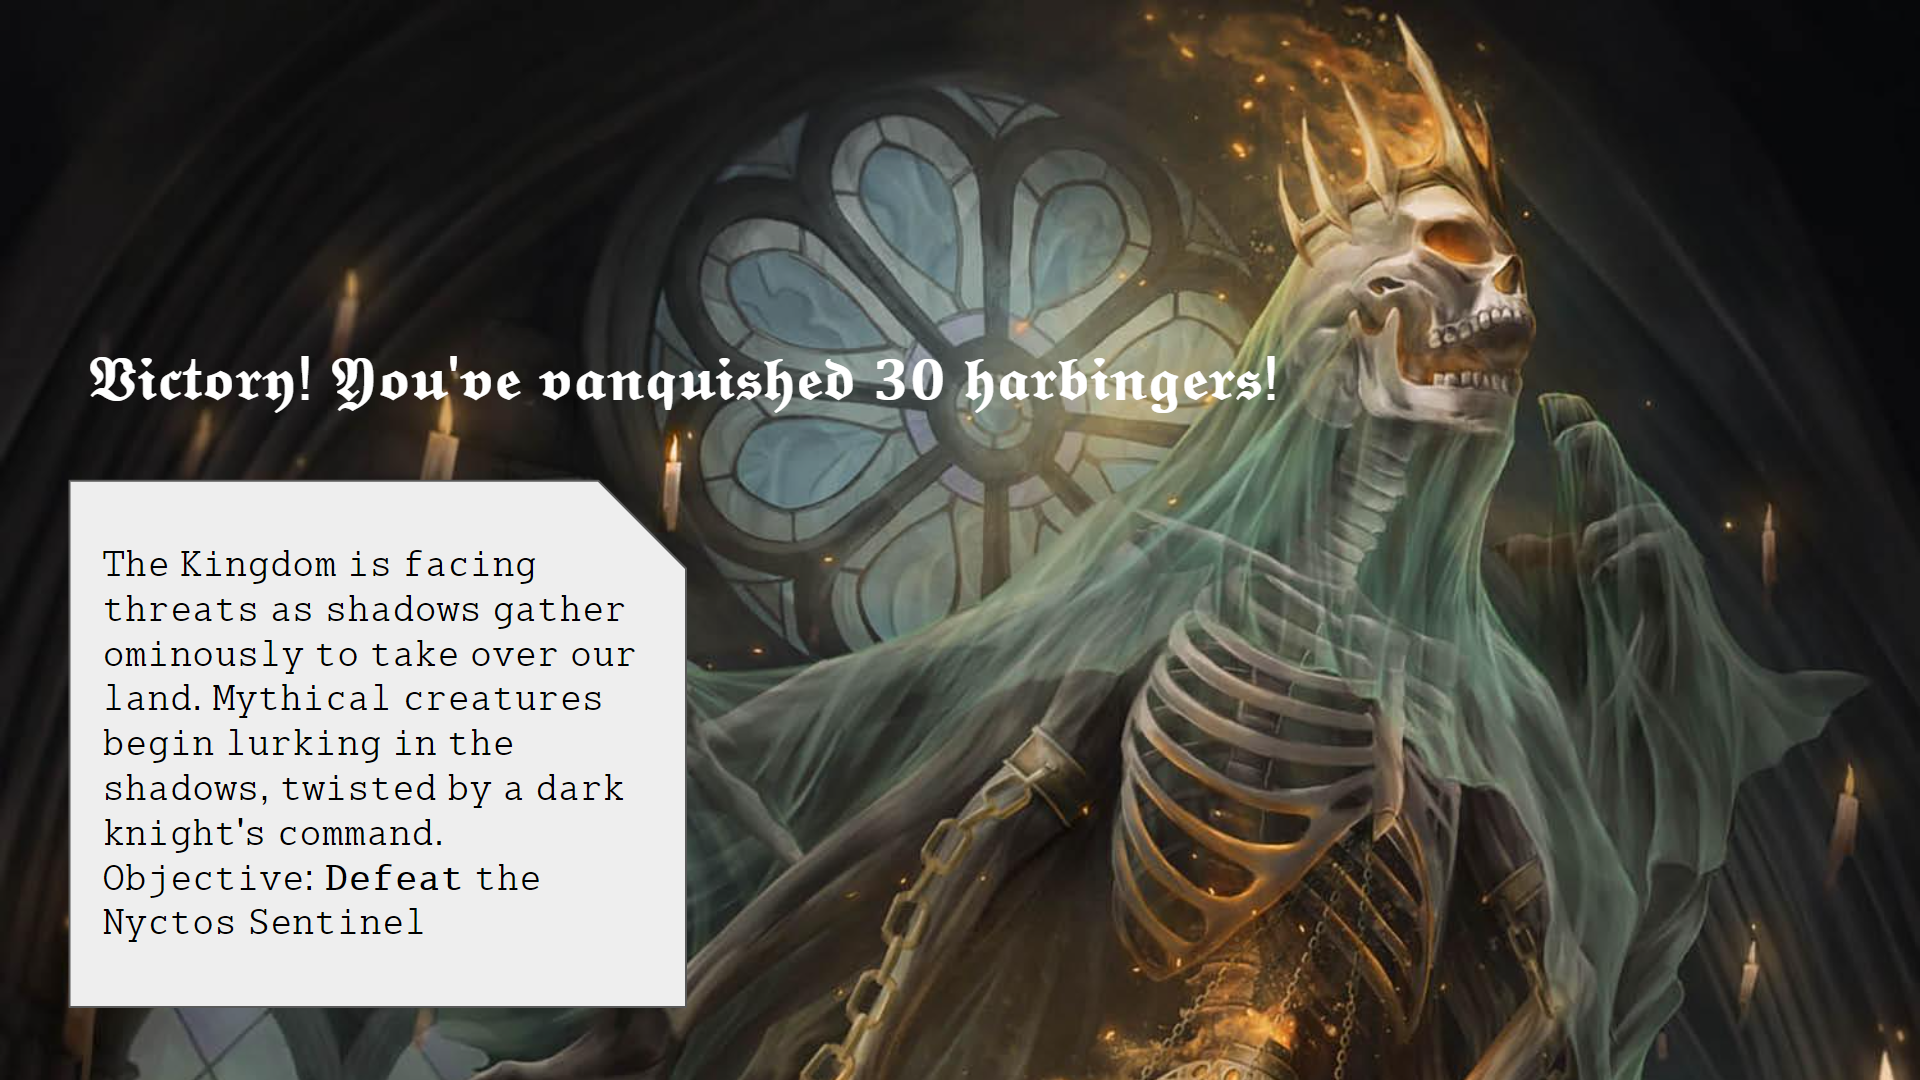 Victory! You've vanquished 30 harbingers!
The Kingdom is facing
threats as shadows gather
ominously to take over our
land. Mythical creatures
begin lurking in the
shadows, twisted by a dark
knight's command.
Objective: Defeat the
Nyctos Sentinel